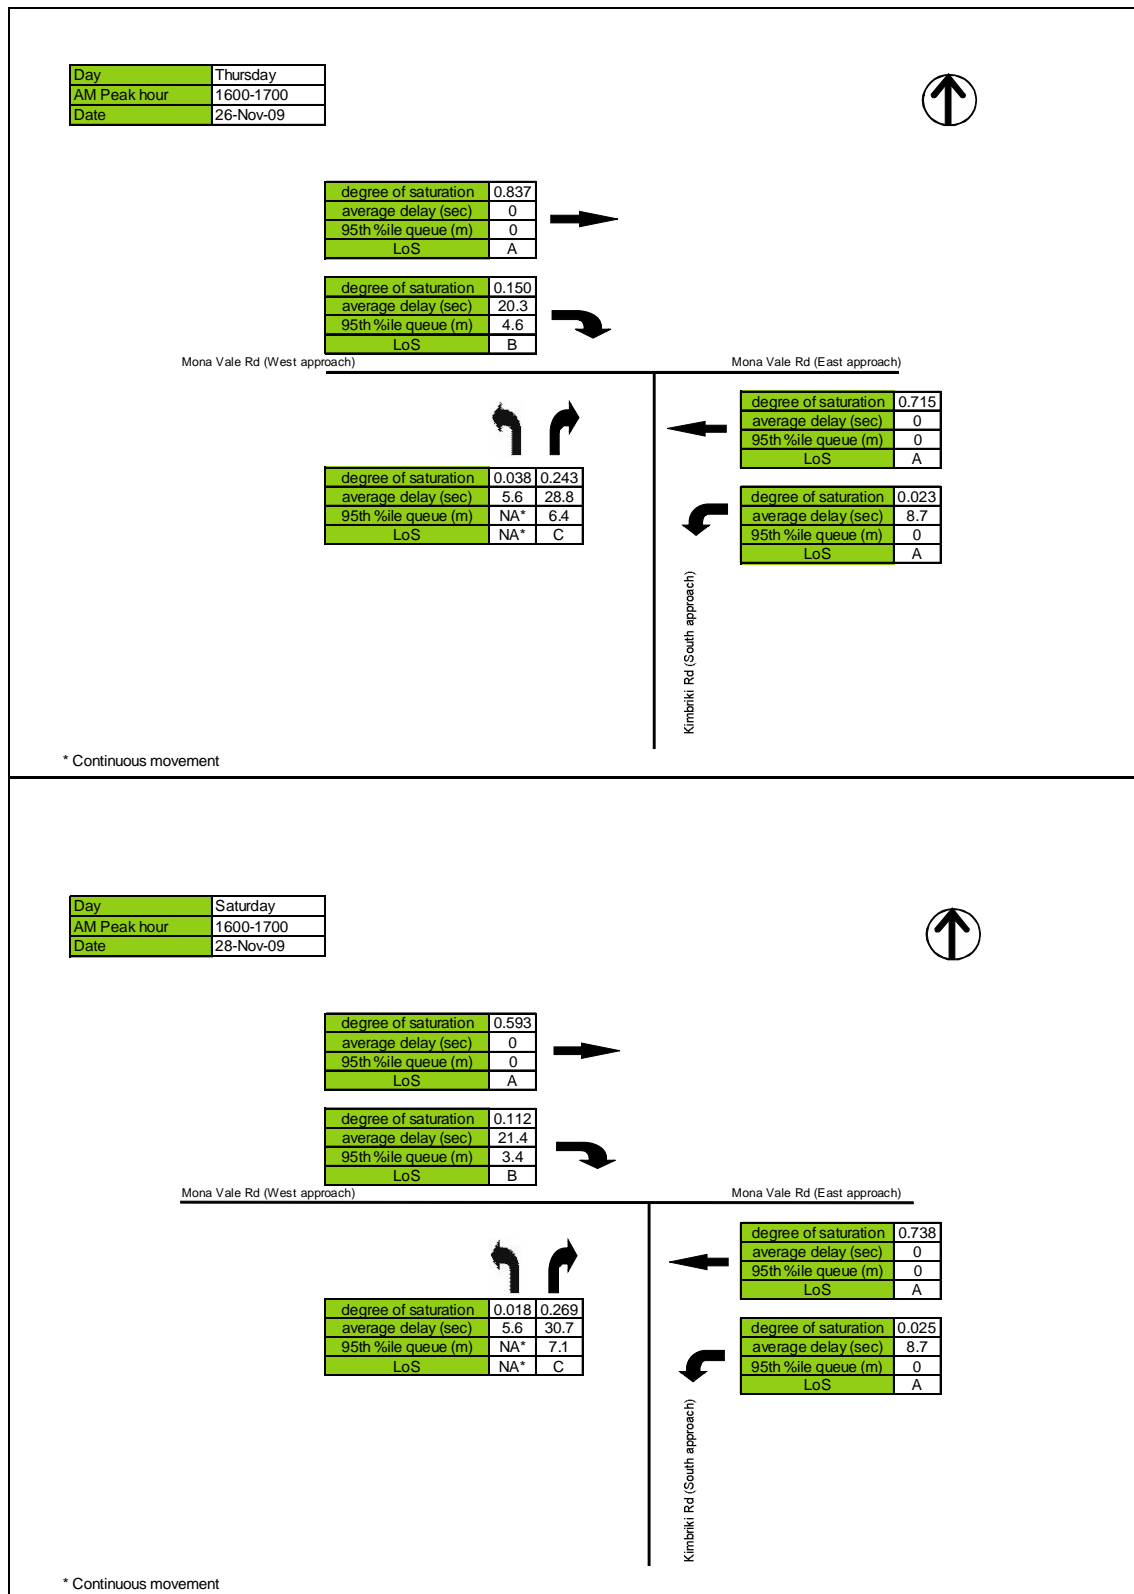 Day Thursday
AM Peak hour 1600-1700
Date 26-Nov-09
degree of saturation 0.837
average delay (sec) 0
95th %ile queue (m) 0
LoS A
degree of saturation 0.150
average delay (sec) 20.3
95th %ile queue (m) 4.6
LoS B
Mona Vale Rd (West approach)
Mona Vale Rd (East approach)
degree of saturation 0.715
average delay (sec) 0
95th %ile queue (m) 0
LoS A
degree of saturation 0.038 0.243
average delay (sec) 5.6 28.8
95th %ile queue (m) NA* 6.4
LoS NA* C
degree of saturation 0.023
average delay (sec) 8.7
95th %ile queue (m) 0
LoS A
Kimbriki Rd (South approach)
* Continuous movement
Day Saturday
AM Peak hour 1600-1700
Date 28-Nov-09
degree of saturation 0.593
average delay (sec) 0
95th %ile queue (m) 0
LoS A
degree of saturation 0.112
average delay (sec) 21.4
95th %ile queue (m) 3.4
LoS B
Mona Vale Rd (West approach)
Mona Vale Rd (East approach)
degree of saturation 0.738
average delay (sec) 0
95th %ile queue (m) 0
LoS A
degree of saturation 0.018 0.269
average delay (sec) 5.6 30.7
95th %ile queue (m) NA* 7.1
LoS NA* C
degree of saturation 0.025
average delay (sec) 8.7
95th %ile queue (m) 0
LoS A
Kimbriki Rd (South approach)
* Continuous movement